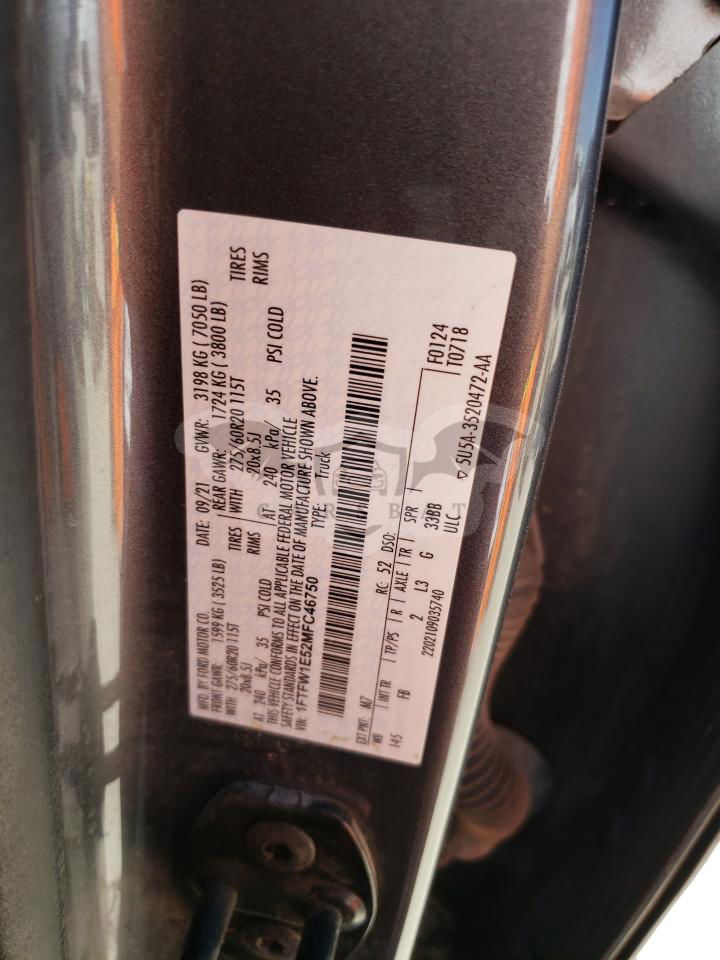 MFD. BY FORD MOTOR CO.
DATE: 09/21 GVWR: 3198 KG ( 7050 LB)
FRONT GAWR: 1599 KG ( 3525 LB) REAR GAWR: 1724 KG ( 3800 LB)
WITH 275/60R20 115T TIRES WITH 275/60R20 115T TIRES
20x8.5J RIMS 20x8.5J RIMS
AT 240 kPa/ 35 PSI COLD AT 240 kPa/ 35 PSI COLD
THIS VEHICLE CONFORMS TO ALL APPLICABLE FEDERAL MOTOR VEHICLE
SAFETY STANDARDS IN EFFECT ON THE DATE OF MANUFACTURE SHOWN ABOVE.
VIN: 1FTFW1E52MFC46750 TYPE: Truck
F0124
T0718
EXT PNT: M7 RC: 52 DSO:
WB INT TR TP/PS R AXLE TR SPR
145 FB 2 L3 G 33BB
2202109035740 ULC
5U5A-3520472-AA